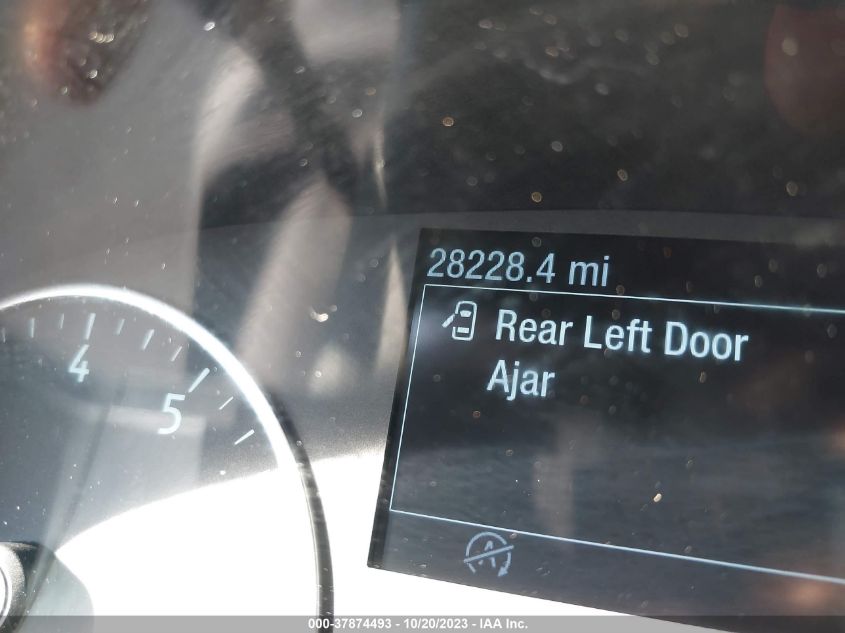 28228.4 mi
Rear Left Door
Ajar
4
5
A
000-37874493 - 10/20/2023 - IAA Inc.